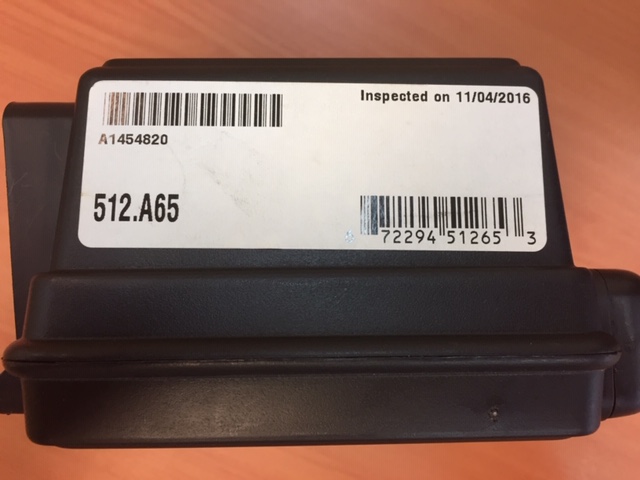 Inspected on 11/04/2016
A1454820
512.A65
72294 51265 3